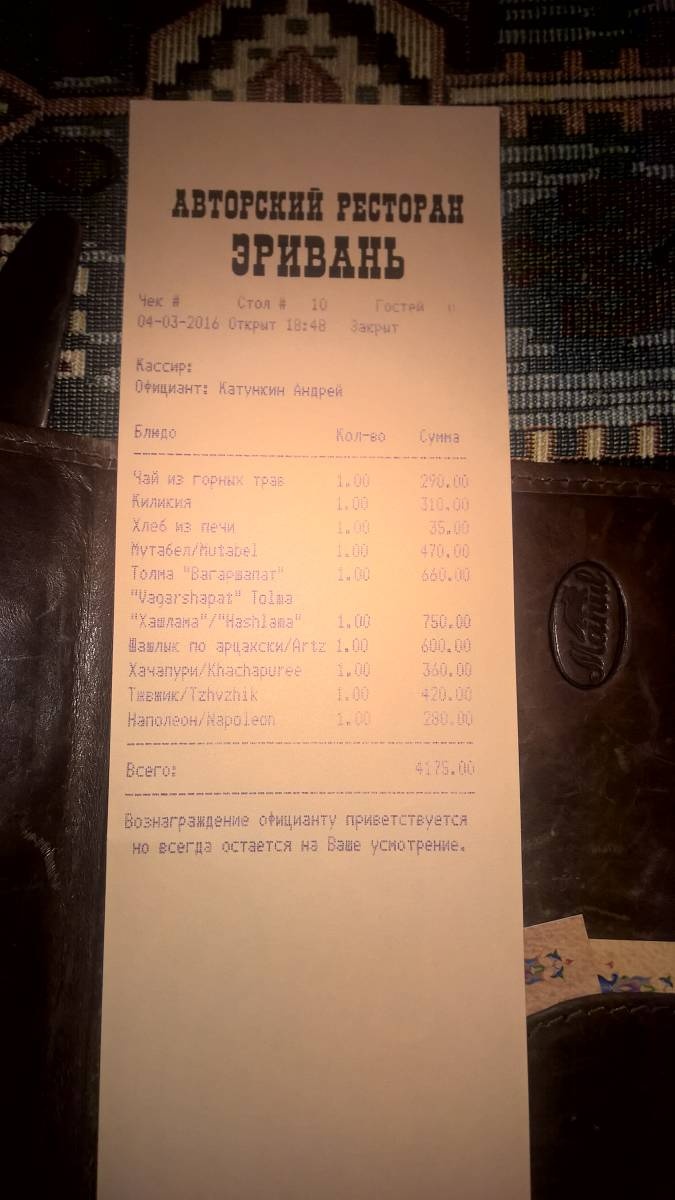 АВТОРСКИЙ РЕСТОРАН
ЭРИВАНЬ
Чек # Стол # 10 Гостей
04-03-2016 Открыт 18:48 Закрыт
Кассир:
Официант: Катункин Андрей
Блюдо Кол-во Сумма
Чай из горных трав 1.00 290.00
Киликия 1.00 310.00
Хлеб из печи 1.00 35.00
Мутабел/Mutabel 1.00 470.00
Толма "Вагаршапат" 1.00 660.00
"Vagarshapat" Tolma
"Хашлама"/"Hashlama" 1.00 750.00
Шашлык по арцахски/Artz 1.00 600.00
Хачапури/Khachapuree 1.00 360.00
Тжвжик/Tzhvzhik 1.00 420.00
Наполеон/Napoleon 1.00 280.00
Всего: 4175.00
Вознаграждение официанту приветствуется
но всегда остается на Ваше усмотрение.